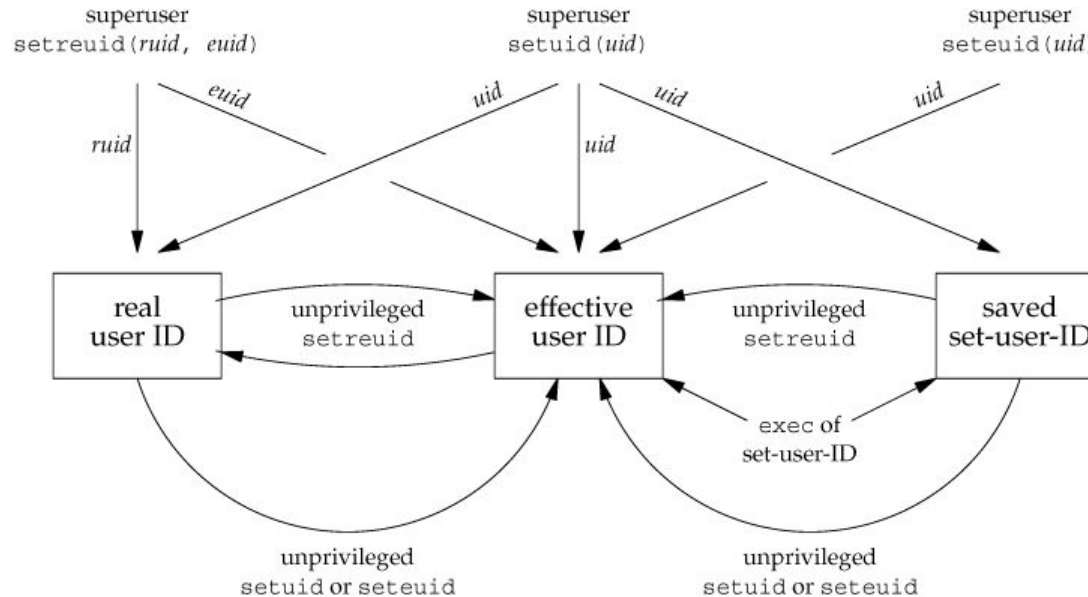 superuser
setreuid(ruid, euid)
superuser
setuid(uid)
superuser
seteuid(uid
euid
uid
uid
uid
ruid
uid
real
user ID
unprivileged
setreuid
effective
user ID
unprivileged
setreuid
saved
set-user-ID
exec of
set-user-ID
unprivileged
setuid or seteuid
unprivileged
setuid or seteuid